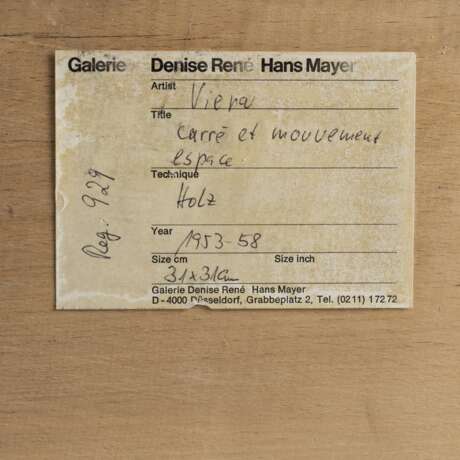 Galerie Denise René Hans Mayer
Artist
Viera
Title
Carré et mouvement
espace
Technique
Holz
Year
1953-58
Size cm Size inch
31x31cm
Galerie Denise René Hans Mayer
D-4000 Düsseldorf, Grabbeplatz 2, Tel. (0211) 17272
Reg. 929